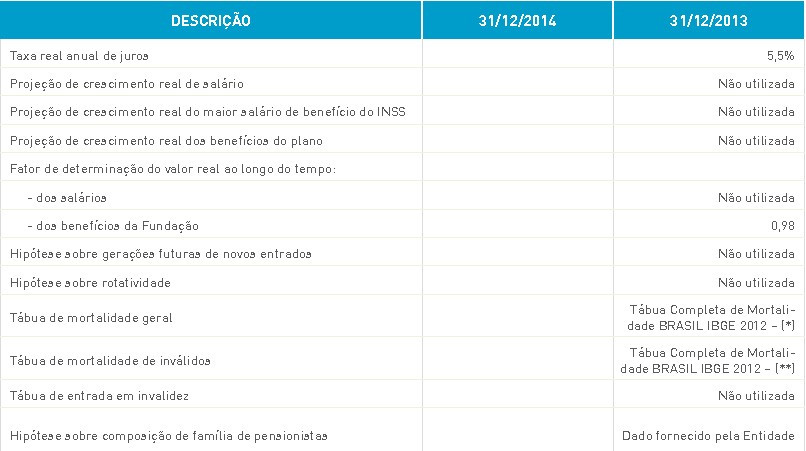 DESCRIÇÃO 31/12/2014 31/12/2013
Taxa real anual de juros 5,5%
Projeção de crescimento real de salário Não utilizada
Projeção de crescimento real do maior salário de benefício do INSS Não utilizada
Projeção de crescimento real dos benefícios do plano Não utilizada
Fator de determinação do valor real ao longo do tempo:
- dos salários Não utilizada
- dos benefícios da Fundação 0,98
Hipótese sobre gerações futuras de novos entrados Não utilizada
Hipótese sobre rotatividade Não utilizada
Tábua de mortalidade geral Tábua Completa de Mortali-
dade BRASIL IBGE 2012 – (*)
Tábua de mortalidade de inválidos Tábua Completa de Mortali-
dade BRASIL IBGE 2012 – (**)
Tábua de entrada em invalidez Não utilizada
Hipótese sobre composição de família de pensionistas Dado fornecido pela Entidade